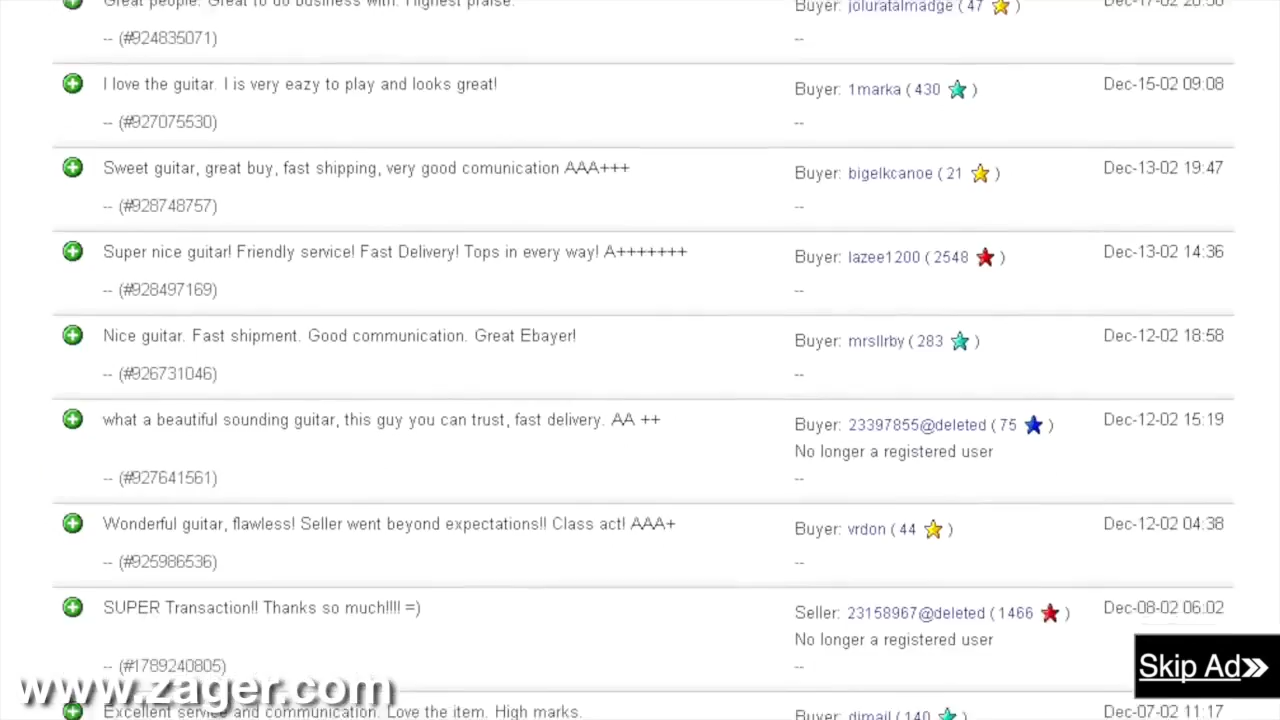 Great people. Great to do business with. Highest praise.
Buyer: joluratalmadge ( 47 )
Dec-17-02 20:58
-- (#924835071)
--
I love the guitar. I is very eazy to play and looks great!
Buyer: 1marka ( 430 )
Dec-15-02 09:08
-- (#927075530)
--
Sweet guitar, great buy, fast shipping, very good comunication AAA+++
Buyer: bigelkcanoe ( 21 )
Dec-13-02 19:47
-- (#928748757)
--
Super nice guitar! Friendly service! Fast Delivery! Tops in every way! A+++++++
Buyer: lazee1200 ( 2548 )
Dec-13-02 14:36
-- (#928497169)
--
Nice guitar. Fast shipment. Good communication. Great Ebayer!
Buyer: mrsllrby ( 283 )
Dec-12-02 18:58
-- (#926731046)
--
what a beautiful sounding guitar, this guy you can trust, fast delivery. AA ++
Buyer: 23397855@deleted ( 75 )
Dec-12-02 15:19
No longer a registered user
-- (#927641561)
--
Wonderful guitar, flawless! Seller went beyond expectations!! Class act! AAA+
Buyer: vrdon ( 44 )
Dec-12-02 04:38
-- (#925986536)
--
SUPER Transaction!! Thanks so much!!!! =)
Seller: 23158967@deleted ( 1466 )
Dec-08-02 06:02
No longer a registered user
-- (#1789240805)
--
Skip Ad
www.zager.com
Excellent service and communication. Love the item. High marks.
Buyer: dimail ( 140 )
Dec-07-02 11:17